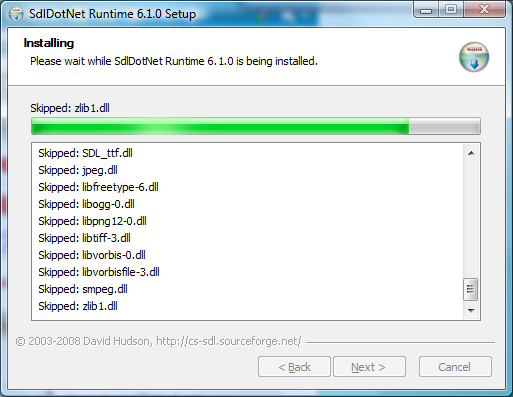 SdlDotNet Runtime 6.1.0 Setup
Installing
Please wait while SdlDotNet Runtime 6.1.0 is being installed.
Skipped: zlib1.dll
Skipped: SDL_ttf.dll
Skipped: jpeg.dll
Skipped: libfreetype-6.dll
Skipped: libogg-0.dll
Skipped: libpng12-0.dll
Skipped: libtiff-3.dll
Skipped: libvorbis-0.dll
Skipped: libvorbisfile-3.dll
Skipped: smpeg.dll
Skipped: zlib1.dll
© 2003-2008 David Hudson, http://cs-sdl.sourceforge.net/
< Back Next > Cancel